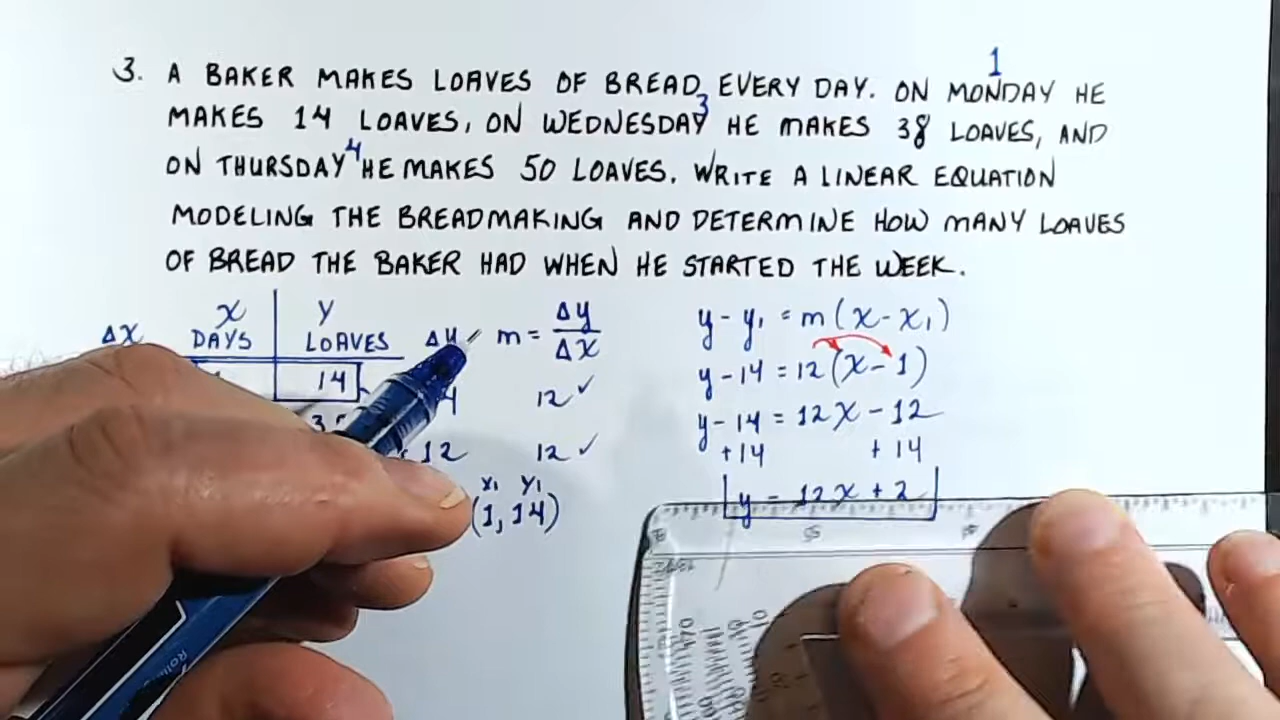 1
3. A BAKER MAKES LOAVES OF BREAD EVERY DAY. ON MONDAY HE
3
MAKES 14 LOAVES, ON WEDNESDAY HE MAKES 38 LOAVES, AND
4
ON THURSDAY HE MAKES 50 LOAVES. WRITE A LINEAR EQUATION
MODELING THE BREADMAKING AND DETERMINE HOW MANY LOAVES
OF BREAD THE BAKER HAD WHEN HE STARTED THE WEEK.
x y
Δx DAYS LOAVES Δy m = Δy/Δx
14
12 ✓
12 12 ✓
x₁ y₁
(1, 14)
y - y₁ = m(x - x₁)
y - 14 = 12(x - 1)
y - 14 = 12x - 12
+14 + 14
y = 12x + 2